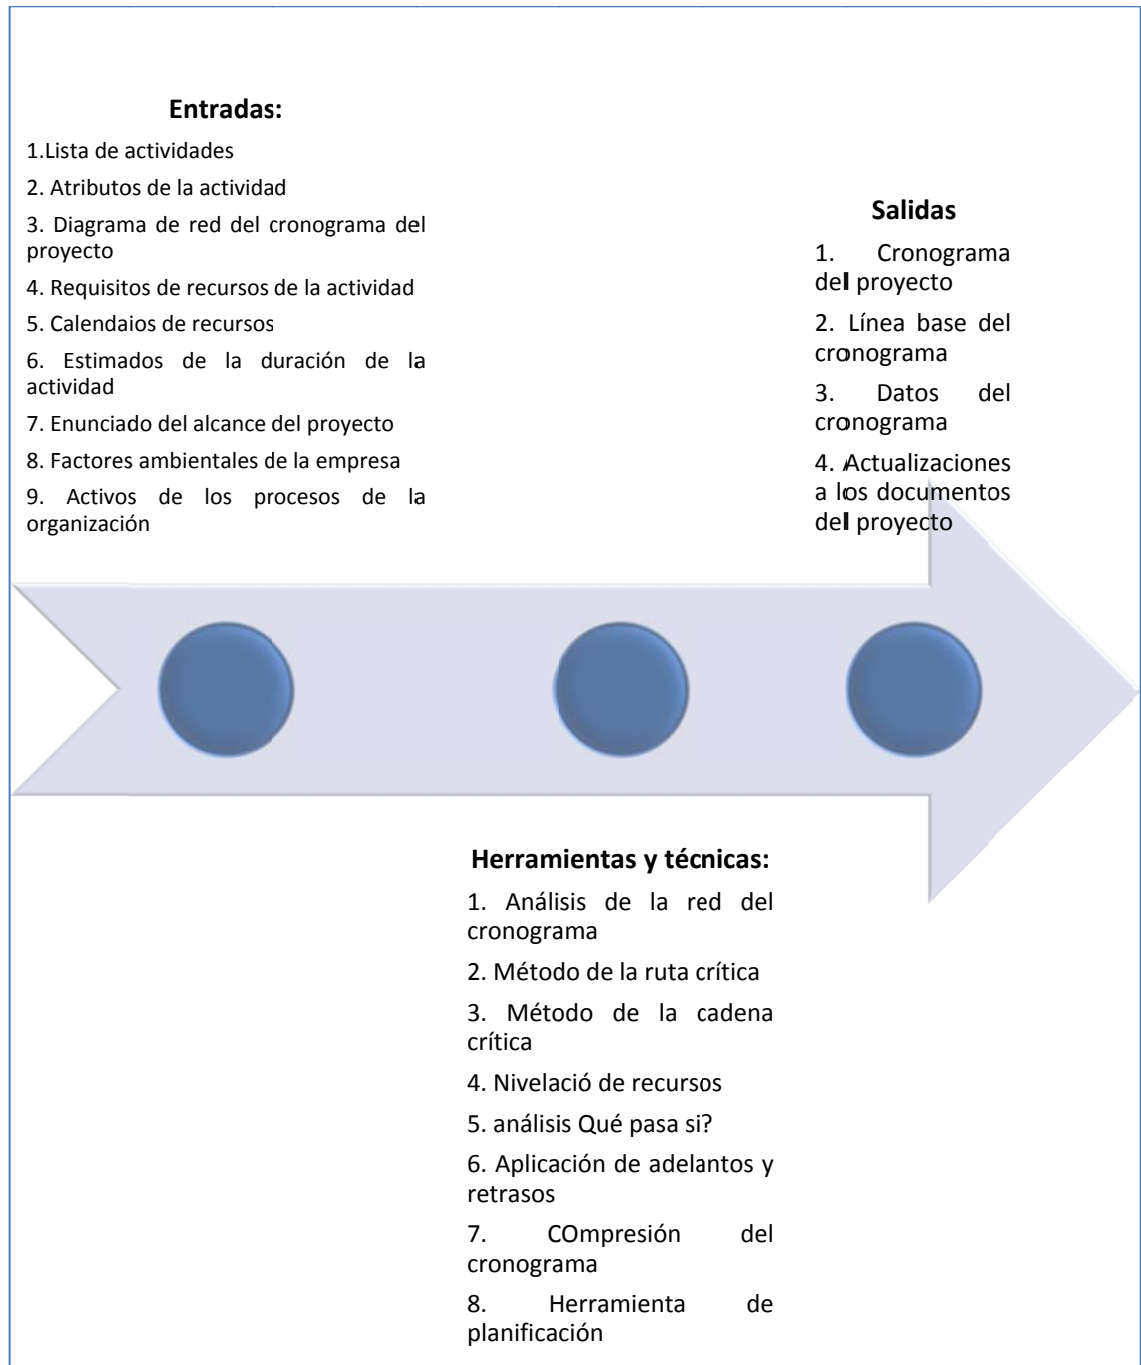 Entradas:
1.Lista de actividades
2. Atributos de la actividad
3. Diagrama de red del cronograma del
proyecto
4. Requisitos de recursos de la actividad
5. Calendaios de recursos
6. Estimados de la duración de la
actividad
7. Enunciado del alcance del proyecto
8. Factores ambientales de la empresa
9. Activos de los procesos de la
organización
Salidas
1. Cronograma
del proyecto
2. Línea base del
cronograma
3. Datos del
cronograma
4. Actualizaciones
a los documentos
del proyecto
Herramientas y técnicas:
1. Análisis de la red del
cronograma
2. Método de la ruta crítica
3. Método de la cadena
crítica
4. Nivelació de recursos
5. análisis Qué pasa si?
6. Aplicación de adelantos y
retrasos
7. COmpresión del
cronograma
8. Herramienta de
planificación